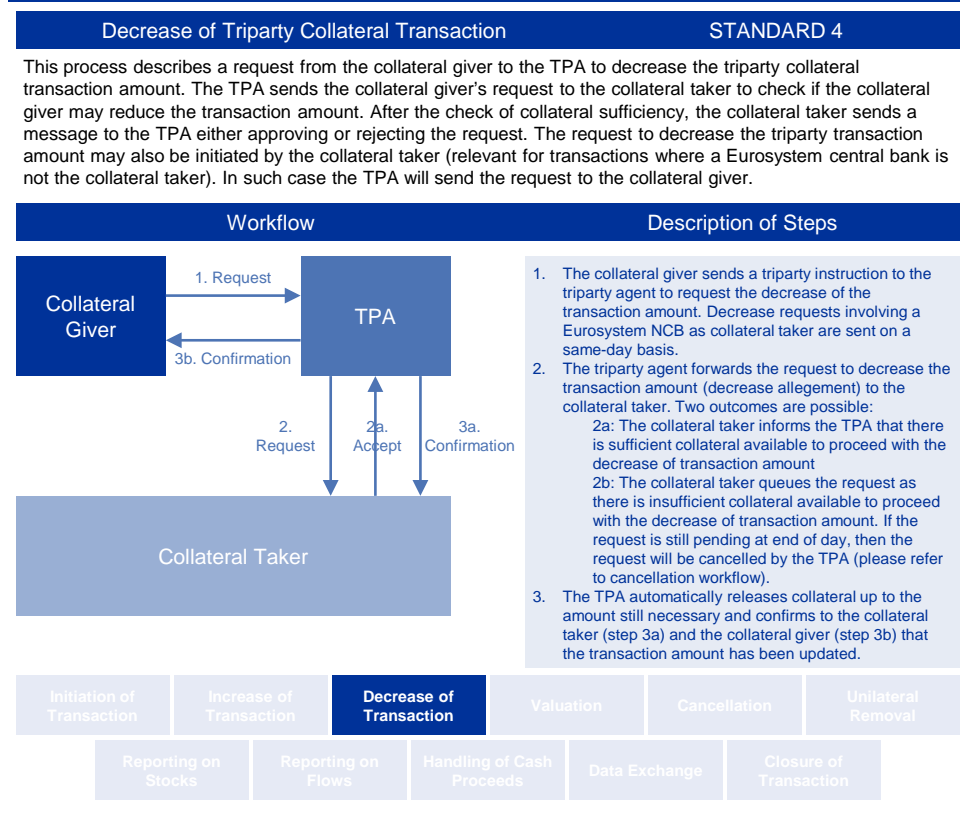 Decrease of Triparty Collateral Transaction
STANDARD 4
This process describes a request from the collateral giver to the TPA to decrease the triparty collateral
transaction amount. The TPA sends the collateral giver's request to the collateral taker to check if the collateral
giver may reduce the transaction amount. After the check of collateral sufficiency, the collateral taker sends a
message to the TPA either approving or rejecting the request. The request to decrease the triparty transaction
amount may also be initiated by the collateral taker (relevant for transactions where a Eurosystem central bank is
not the collateral taker). In such case the TPA will send the request to the collateral giver.
Workflow
Description of Steps
Collateral
Giver
1. Request
3b. Confirmation
TPA
2.
Request
2a.
Accept
3a.
Confirmation
Collateral Taker
1. The collateral giver sends a triparty instruction to the
triparty agent to request the decrease of the
transaction amount. Decrease requests involving a
Eurosystem NCB as collateral taker are sent on a
same-day basis.
2. The triparty agent forwards the request to decrease the
transaction amount (decrease allegement) to the
collateral taker. Two outcomes are possible:
2a: The collateral taker informs the TPA that there
is sufficient collateral available to proceed with the
decrease of transaction amount
2b: The collateral taker queues the request as
there is insufficient collateral available to proceed
with the decrease of transaction amount. If the
request is still pending at end of day, then the
request will be cancelled by the TPA (please refer
to cancellation workflow).
3. The TPA automatically releases collateral up to the
amount still necessary and confirms to the collateral
taker (step 3a) and the collateral giver (step 3b) that
the transaction amount has been updated.
Initiation of
Transaction
Increase of
Transaction
Decrease of
Transaction
Valuation
Cancellation
Unilateral
Removal
Reporting on
Stocks
Reporting on
Flows
Handling of Cash
Proceeds
Data Exchange
Closure of
Transaction